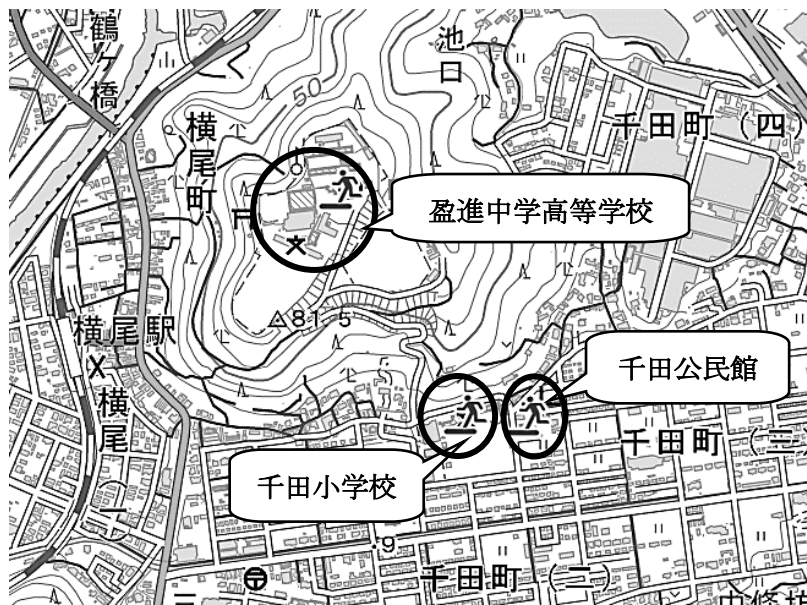 鶴ヶ橋
池口
50
横尾町
千田町(四
盈進中学高等学校
81.5
横尾駅
千田公民館
横尾(一
千田町(三
千田小学校
9
千田町(二)